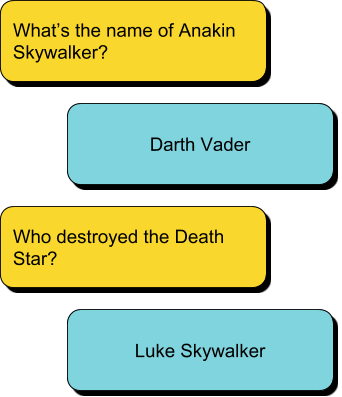 What’s the name of Anakin
Skywalker?
Darth Vader
Who destroyed the Death
Star?
Luke Skywalker